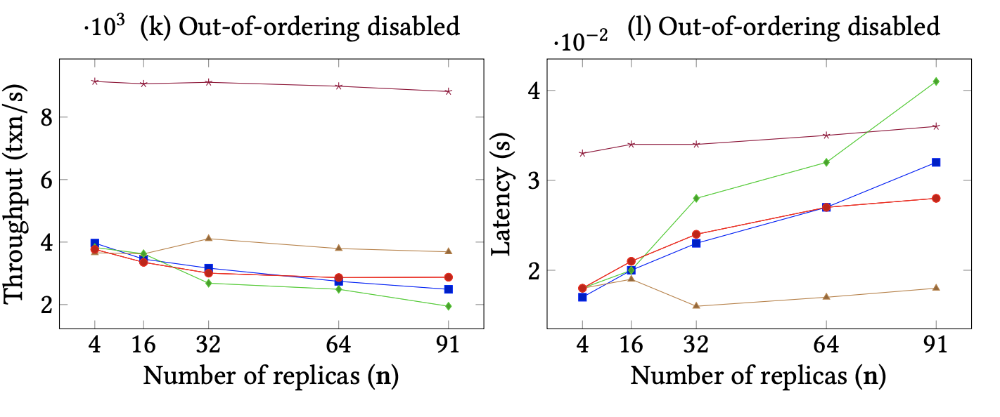 ·10³ (k) Out-of-ordering disabled
Throughput (txn/s)
8
6
4
2
4 16 32 64 91
Number of replicas (n)
·10⁻² (l) Out-of-ordering disabled
Latency (s)
4
3
2
4 16 32 64 91
Number of replicas (n)